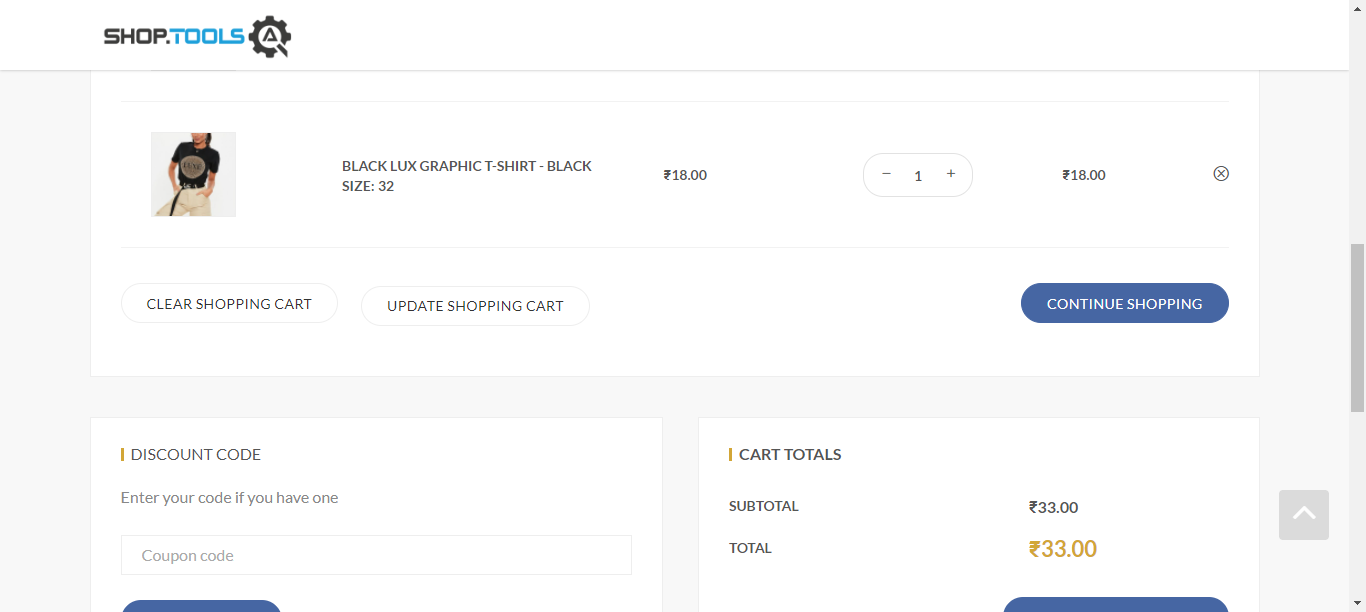 SHOP.TOOLS
BLACK LUX GRAPHIC T-SHIRT - BLACK
SIZE: 32
₹18.00
− 1 +
₹18.00
CLEAR SHOPPING CART
UPDATE SHOPPING CART
CONTINUE SHOPPING
DISCOUNT CODE
Enter your code if you have one
Coupon code
CART TOTALS
SUBTOTAL ₹33.00
TOTAL ₹33.00